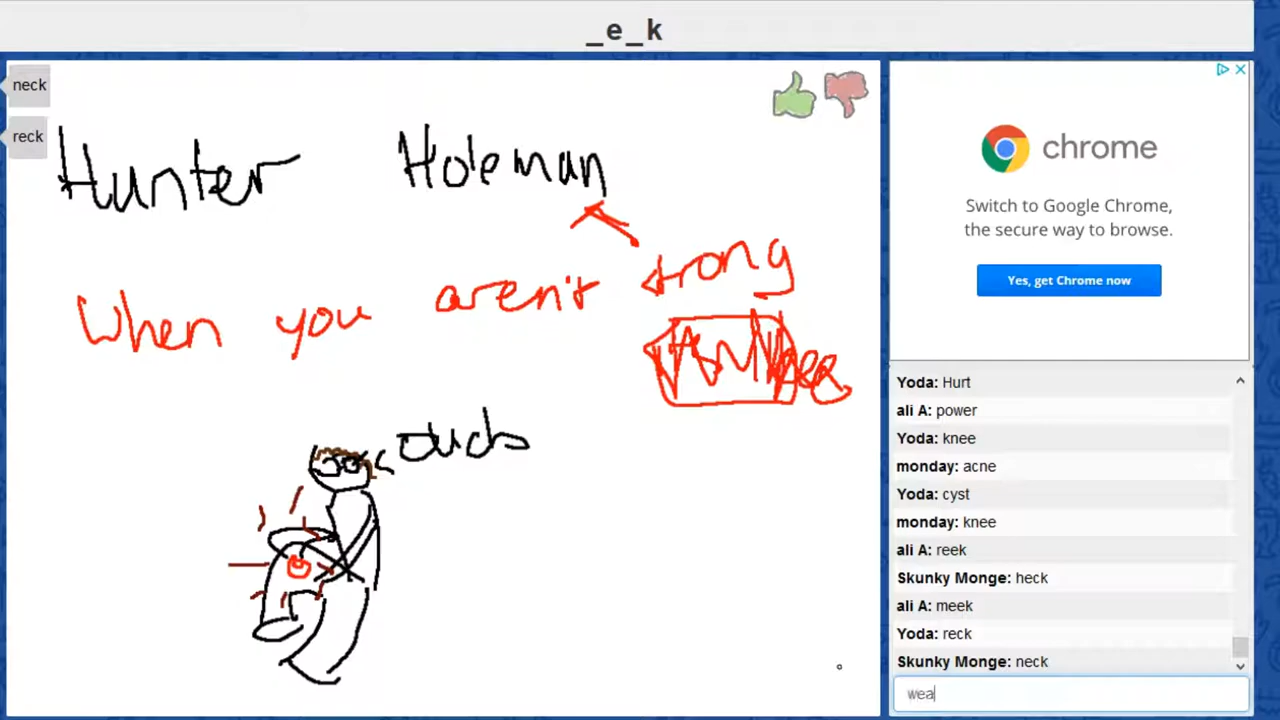 _e_k
neck
reck
Hunter Holeman
When you aren't strong
ouch
chrome
Switch to Google Chrome,
the secure way to browse.
Yes, get Chrome now
Yoda: Hurt
ali A: power
Yoda: knee
monday: acne
Yoda: cyst
monday: knee
ali A: reek
Skunky Monge: heck
ali A: meek
Yoda: reck
Skunky Monge: neck
wea